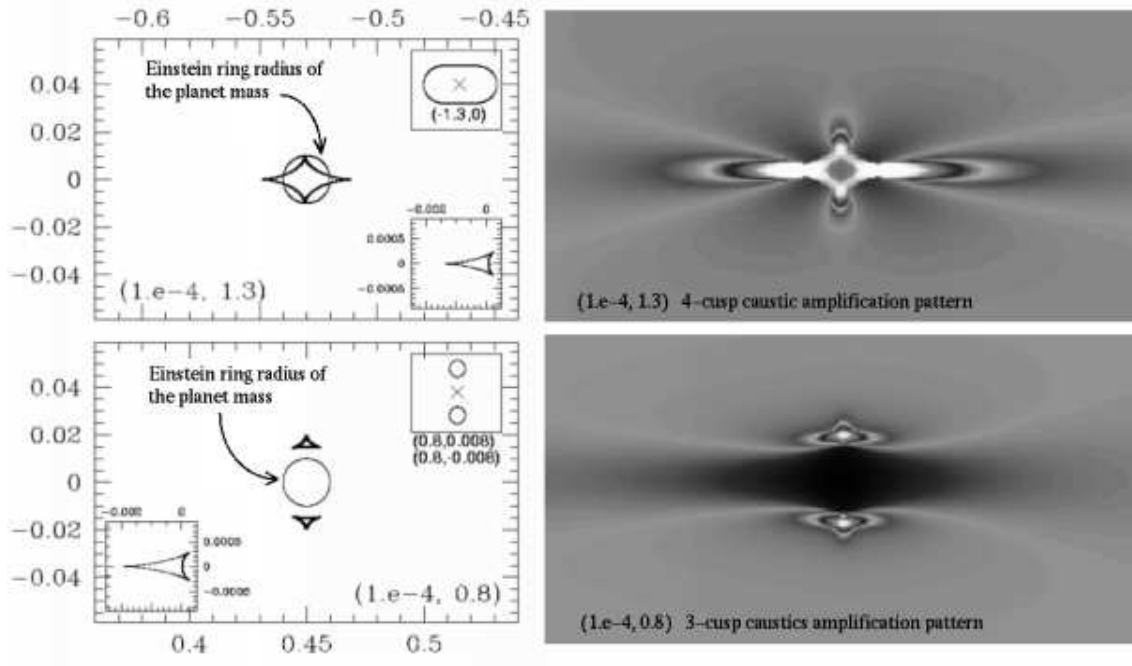 −0.6 −0.55 −0.5 −0.45
Einstein ring radius of
the planet mass
(-1.3,0)
0.04
0.02
0
−0.02
−0.04
−0.008 0
0.0005
0
−0.0005
(1.e−4, 1.3)
(1.e−4, 1.3) 4−cusp caustic amplification pattern
Einstein ring radius of
the planet mass
(0.8,0.008)
(0.8,-0.008)
0.04
0.02
0
−0.02
−0.04
−0.008 0
0.0005
0
−0.0005
(1.e−4, 0.8)
0.4 0.45 0.5
(1.e−4, 0.8) 3−cusp caustics amplification pattern